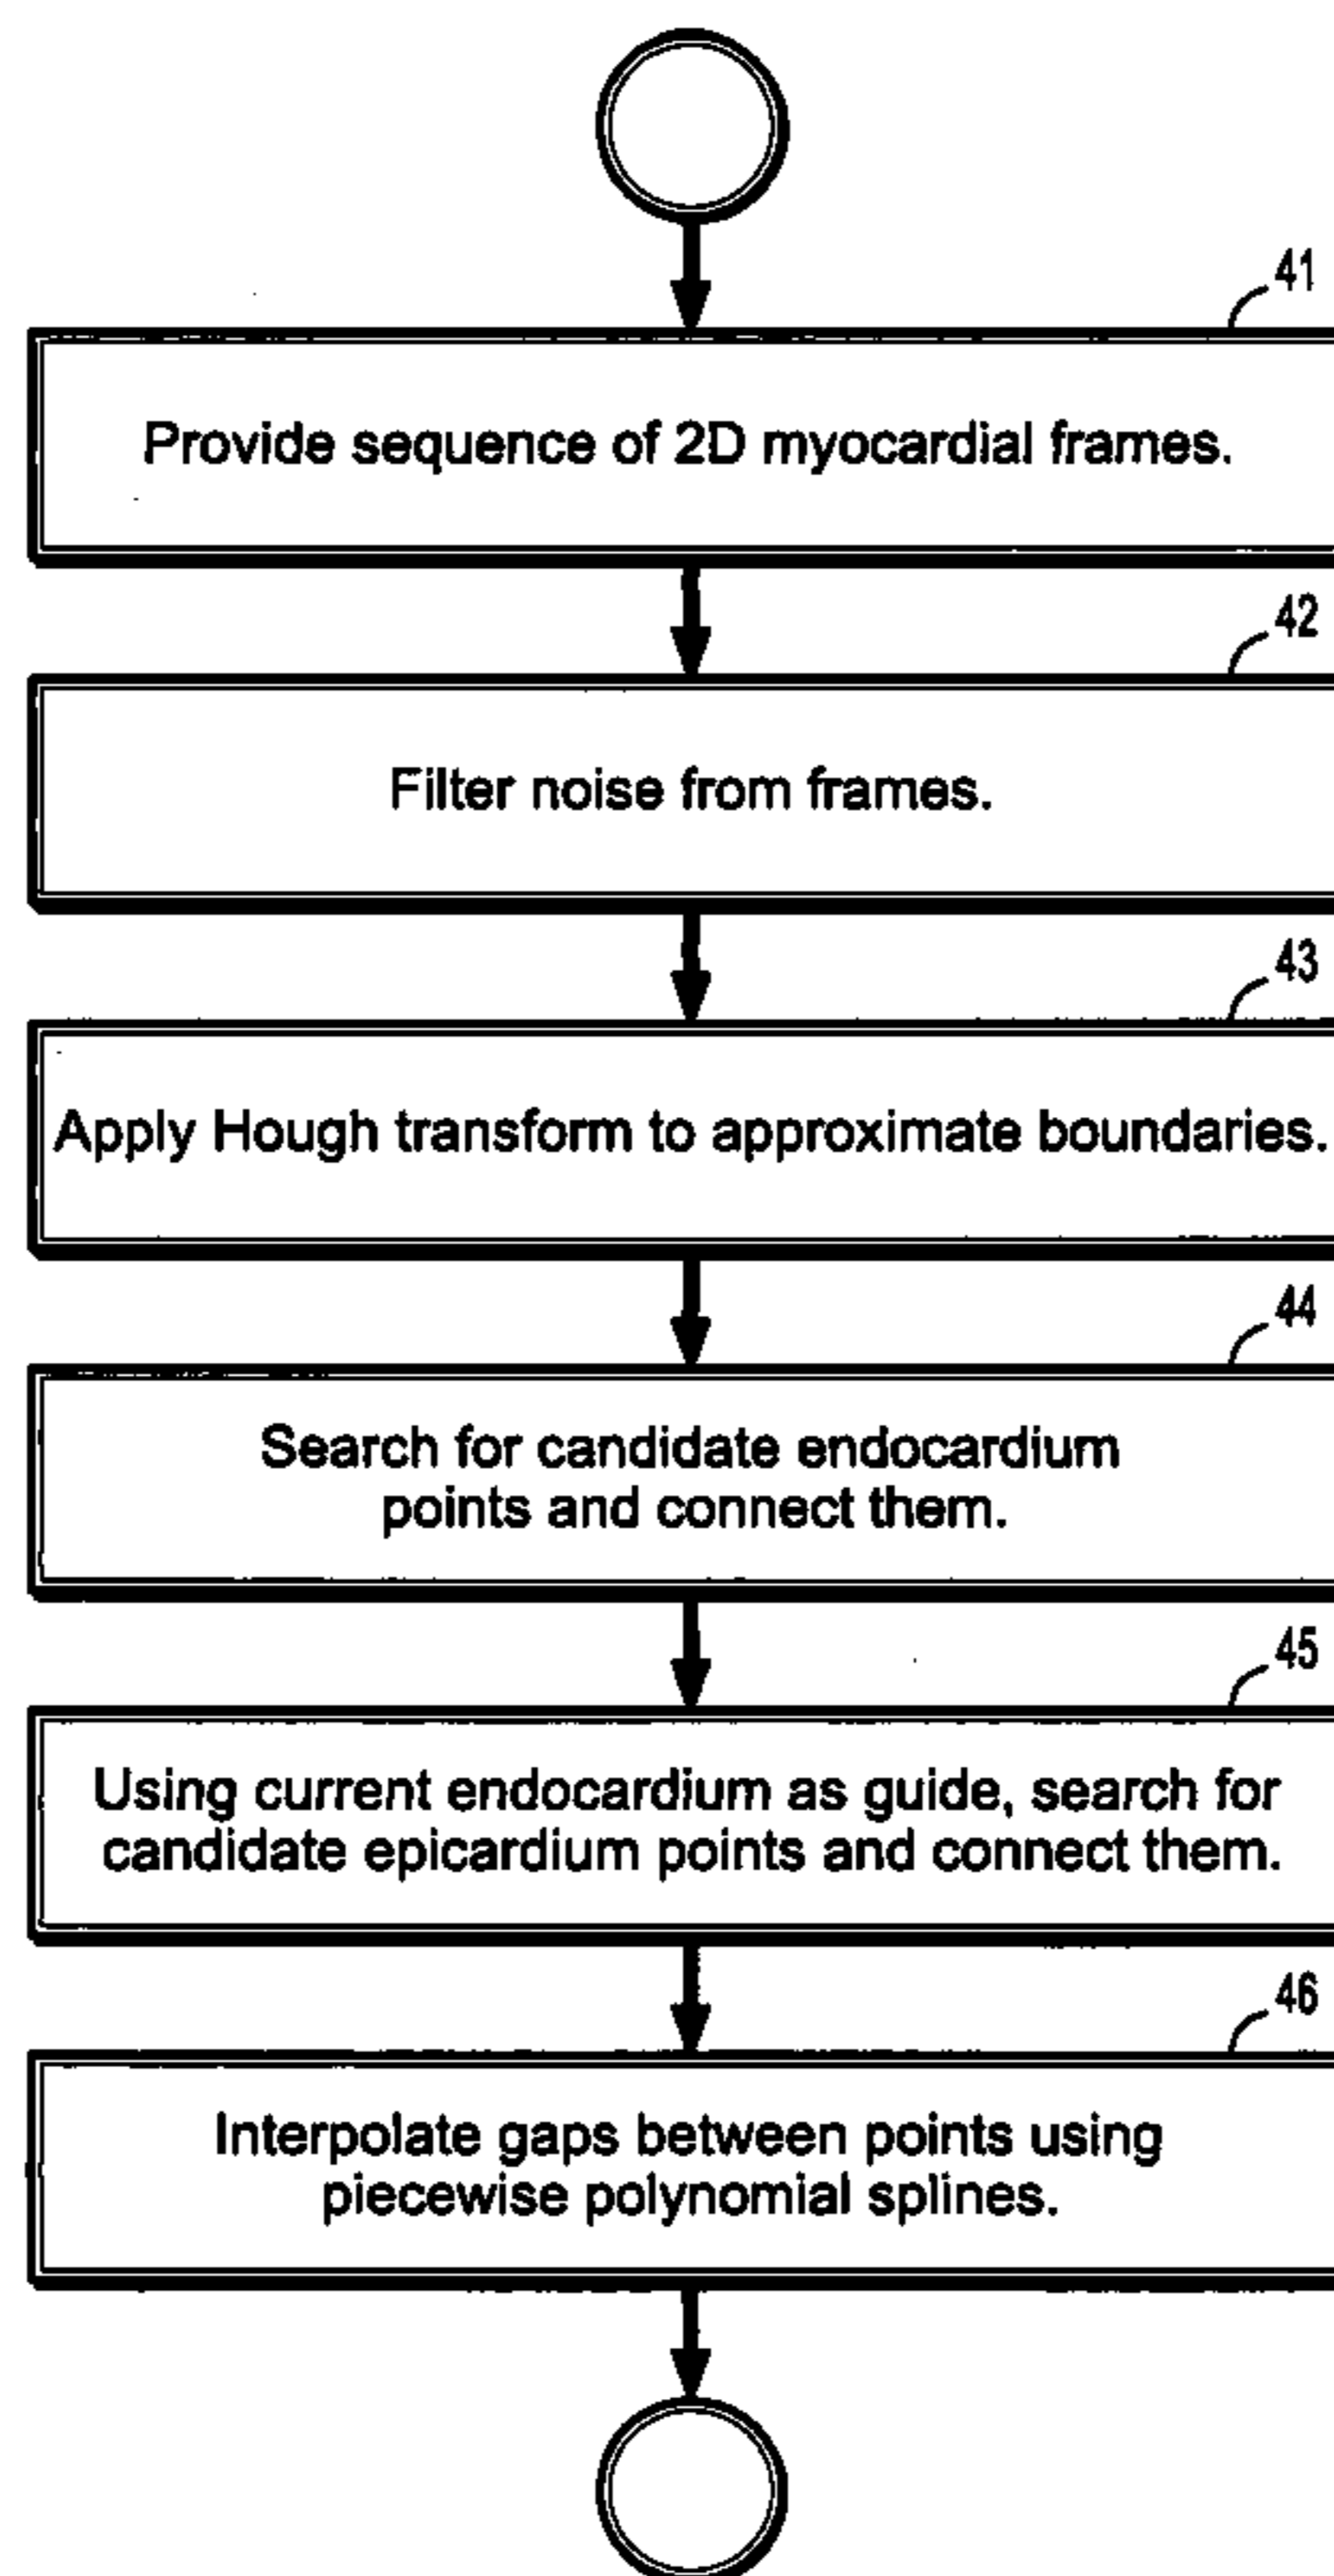 41
Provide sequence of 2D myocardial frames.
42
Filter noise from frames.
43
Apply Hough transform to approximate boundaries.
44
Search for candidate endocardium
points and connect them.
45
Using current endocardium as guide, search for
candidate epicardium points and connect them.
46
Interpolate gaps between points using
piecewise polynomial splines.